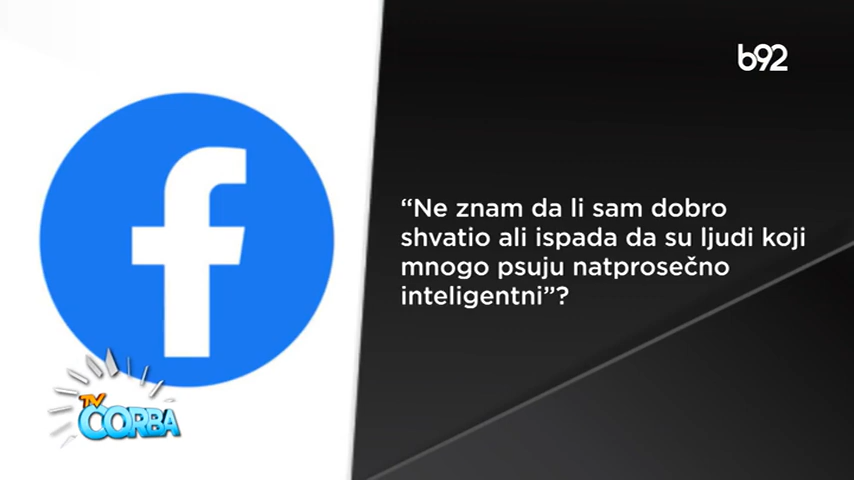 b92
“Ne znam da li sam dobro
shvatio ali ispada da su ljudi koji
mnogo psuju natprosečno
inteligentni”?
TV
ČORBA